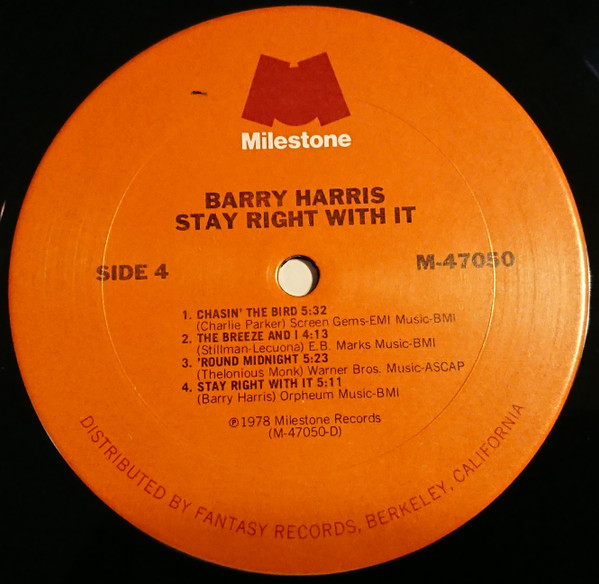 Milestone
BARRY HARRIS
STAY RIGHT WITH IT
SIDE 4
M-47050
1. CHASIN' THE BIRD 5:32
(Charlie Parker) Screen Gems-EMI Music-BMI
2. THE BREEZE AND I 4:13
(Stillman-Lecuona) E.B. Marks Music-BMI
3. 'ROUND MIDNIGHT 5:23
(Thelonious Monk) Warner Bros. Music-ASCAP
4. STAY RIGHT WITH IT 5:11
(Barry Harris) Orpheum Music-BMI
℗ 1978 Milestone Records
(M-47050-D)
DISTRIBUTED BY FANTASY RECORDS, BERKELEY, CALIFORNIA